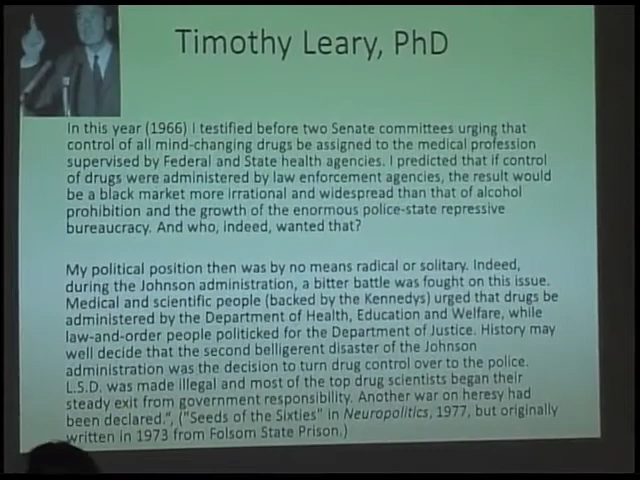 Timothy Leary, PhD
In this year (1966) I testified before two Senate committees urging that
control of all mind-changing drugs be assigned to the medical profession
supervised by Federal and State health agencies. I predicted that if control
of drugs were administered by law enforcement agencies, the result would
be a black market more irrational and widespread than that of alcohol
prohibition and the growth of the enormous police-state repressive
bureaucracy. And who, indeed, wanted that?
My political position then was by no means radical or solitary. Indeed,
during the Johnson administration, a bitter battle was fought on this issue.
Medical and scientific people (backed by the Kennedys) urged that drugs be
administered by the Department of Health, Education and Welfare, while
law-and-order people politicked for the Department of Justice. History may
well decide that the second belligerent disaster of the Johnson
administration was the decision to turn drug control over to the police.
L.S.D. was made illegal and most of the top drug scientists began their
steady exit from government responsibility. Another war on heresy had
been declared.", ("Seeds of the Sixties" in Neuropolitics, 1977, but originally
written in 1973 from Folsom State Prison.)